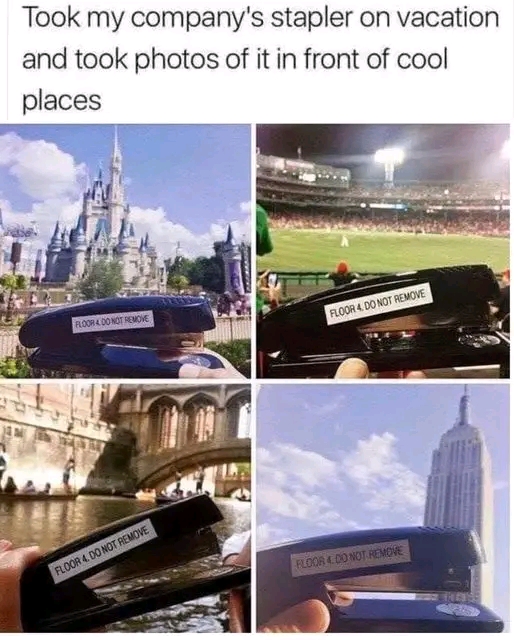 Took my company's stapler on vacation
and took photos of it in front of cool
places
FLOOR 4. DO NOT REMOVE
FLOOR 4. DO NOT REMOVE
FLOOR 4. DO NOT REMOVE
FLOOR 4. DO NOT REMOVE